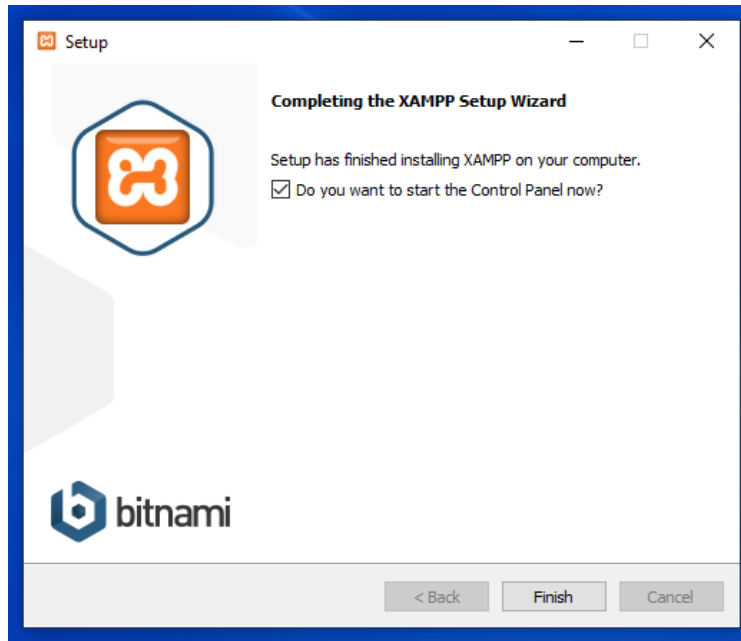 Setup
Completing the XAMPP Setup Wizard
Setup has finished installing XAMPP on your computer.
Do you want to start the Control Panel now?
bitnami
< Back
Finish
Cancel